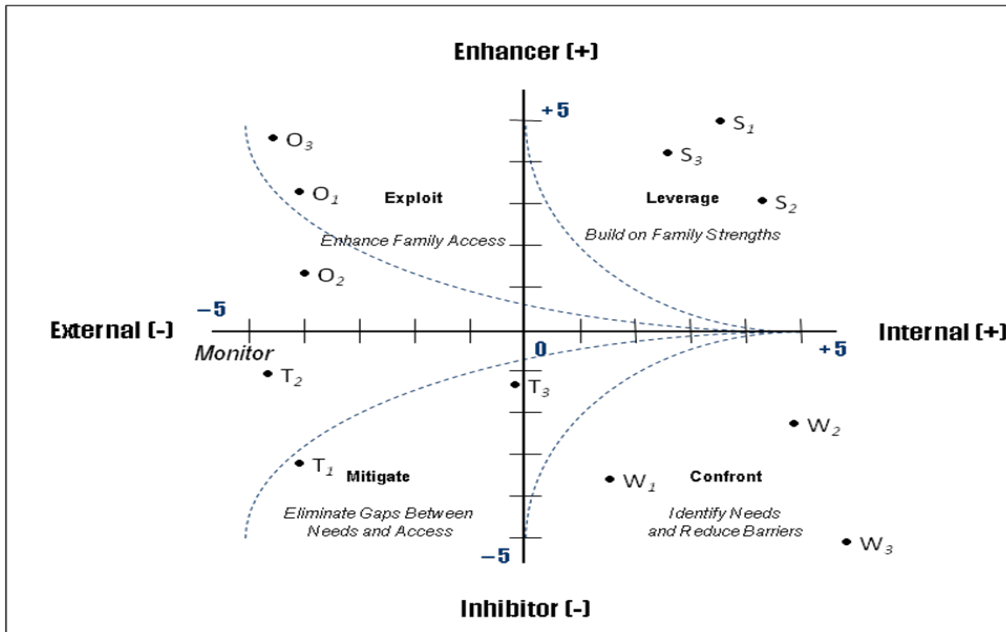 Enhancer (+)
+5
S1
O3
S3
O1
Exploit
Leverage
S2
Enhance Family Access
Build on Family Strengths
O2
−5
External (-)
Internal (+)
Monitor
0
+5
T2
T3
W2
T1
Mitigate
W1
Confront
Eliminate Gaps Between
Needs and Access
Identify Needs
and Reduce Barriers
W3
−5
Inhibitor (-)